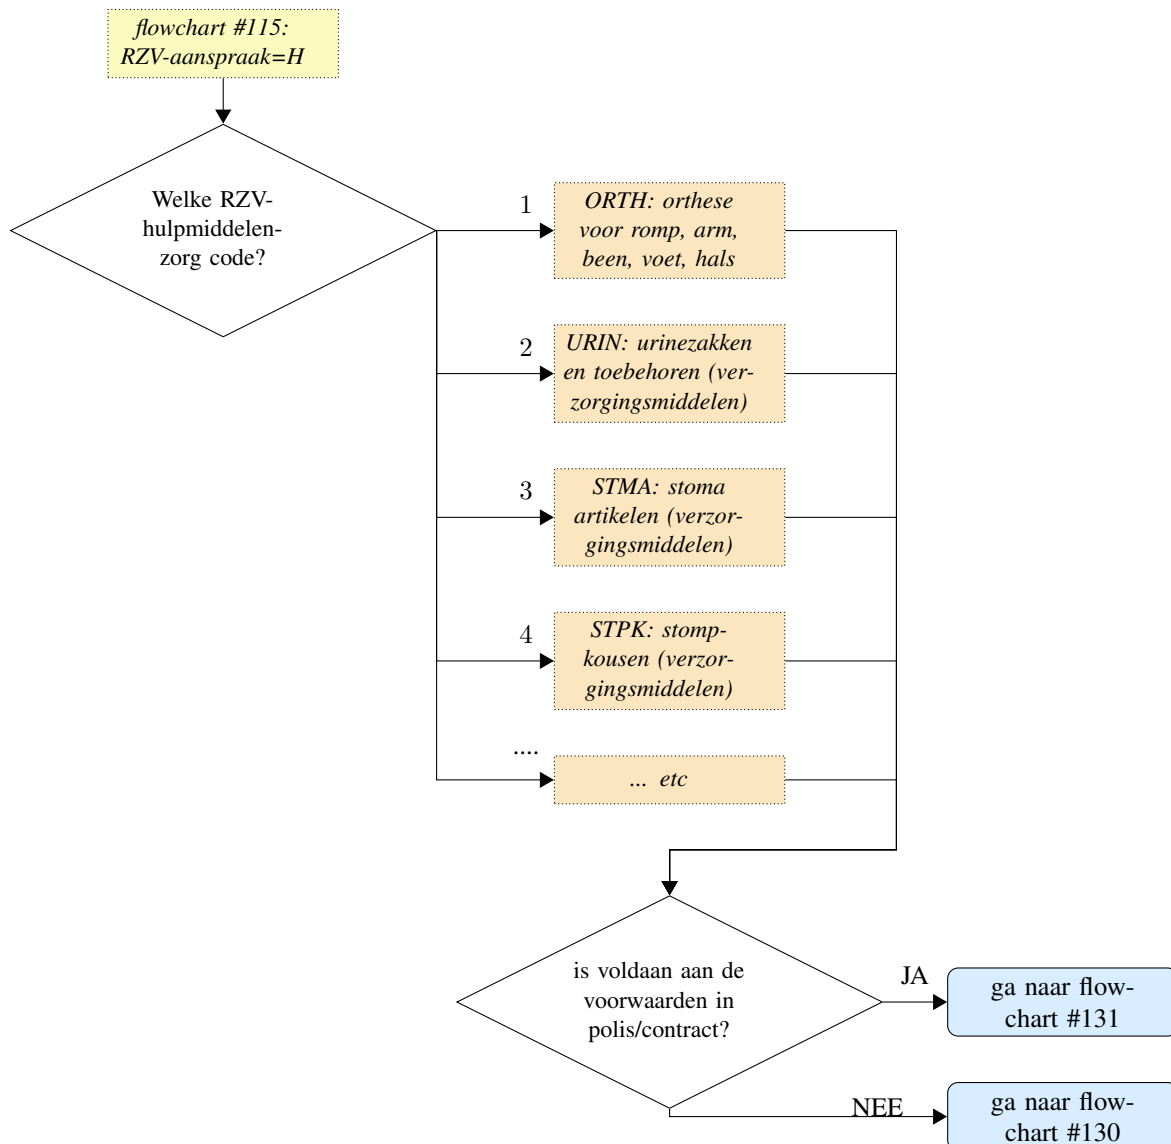 flowchart #115:
RZV-aanspraak=H
Welke RZV-
hulpmiddelen-
zorg code?
1
ORTH: orthese
voor romp, arm,
been, voet, hals
2
URIN: urinezakken
en toebehoren (ver-
zorgingsmiddelen)
3
STMA: stoma
artikelen (verzor-
gingsmiddelen)
4
STPK: stomp-
kousen (verzor-
gingsmiddelen)
....
... etc
is voldaan aan de
voorwaarden in
polis/contract?
JA
ga naar flow-
chart #131
NEE
ga naar flow-
chart #130